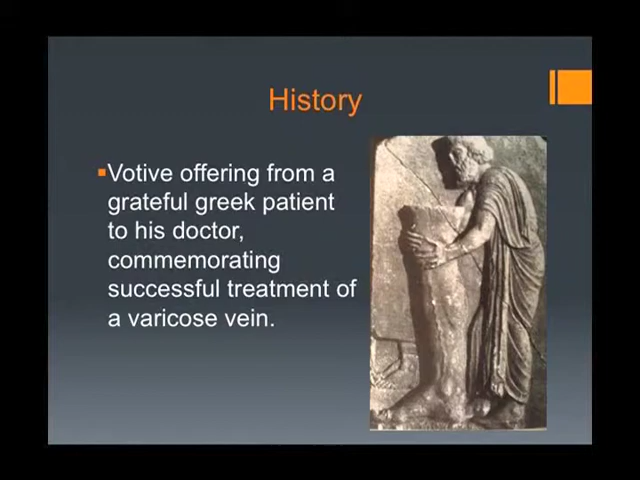 History
Votive offering from a
grateful greek patient
to his doctor,
commemorating
successful treatment of
a varicose vein.